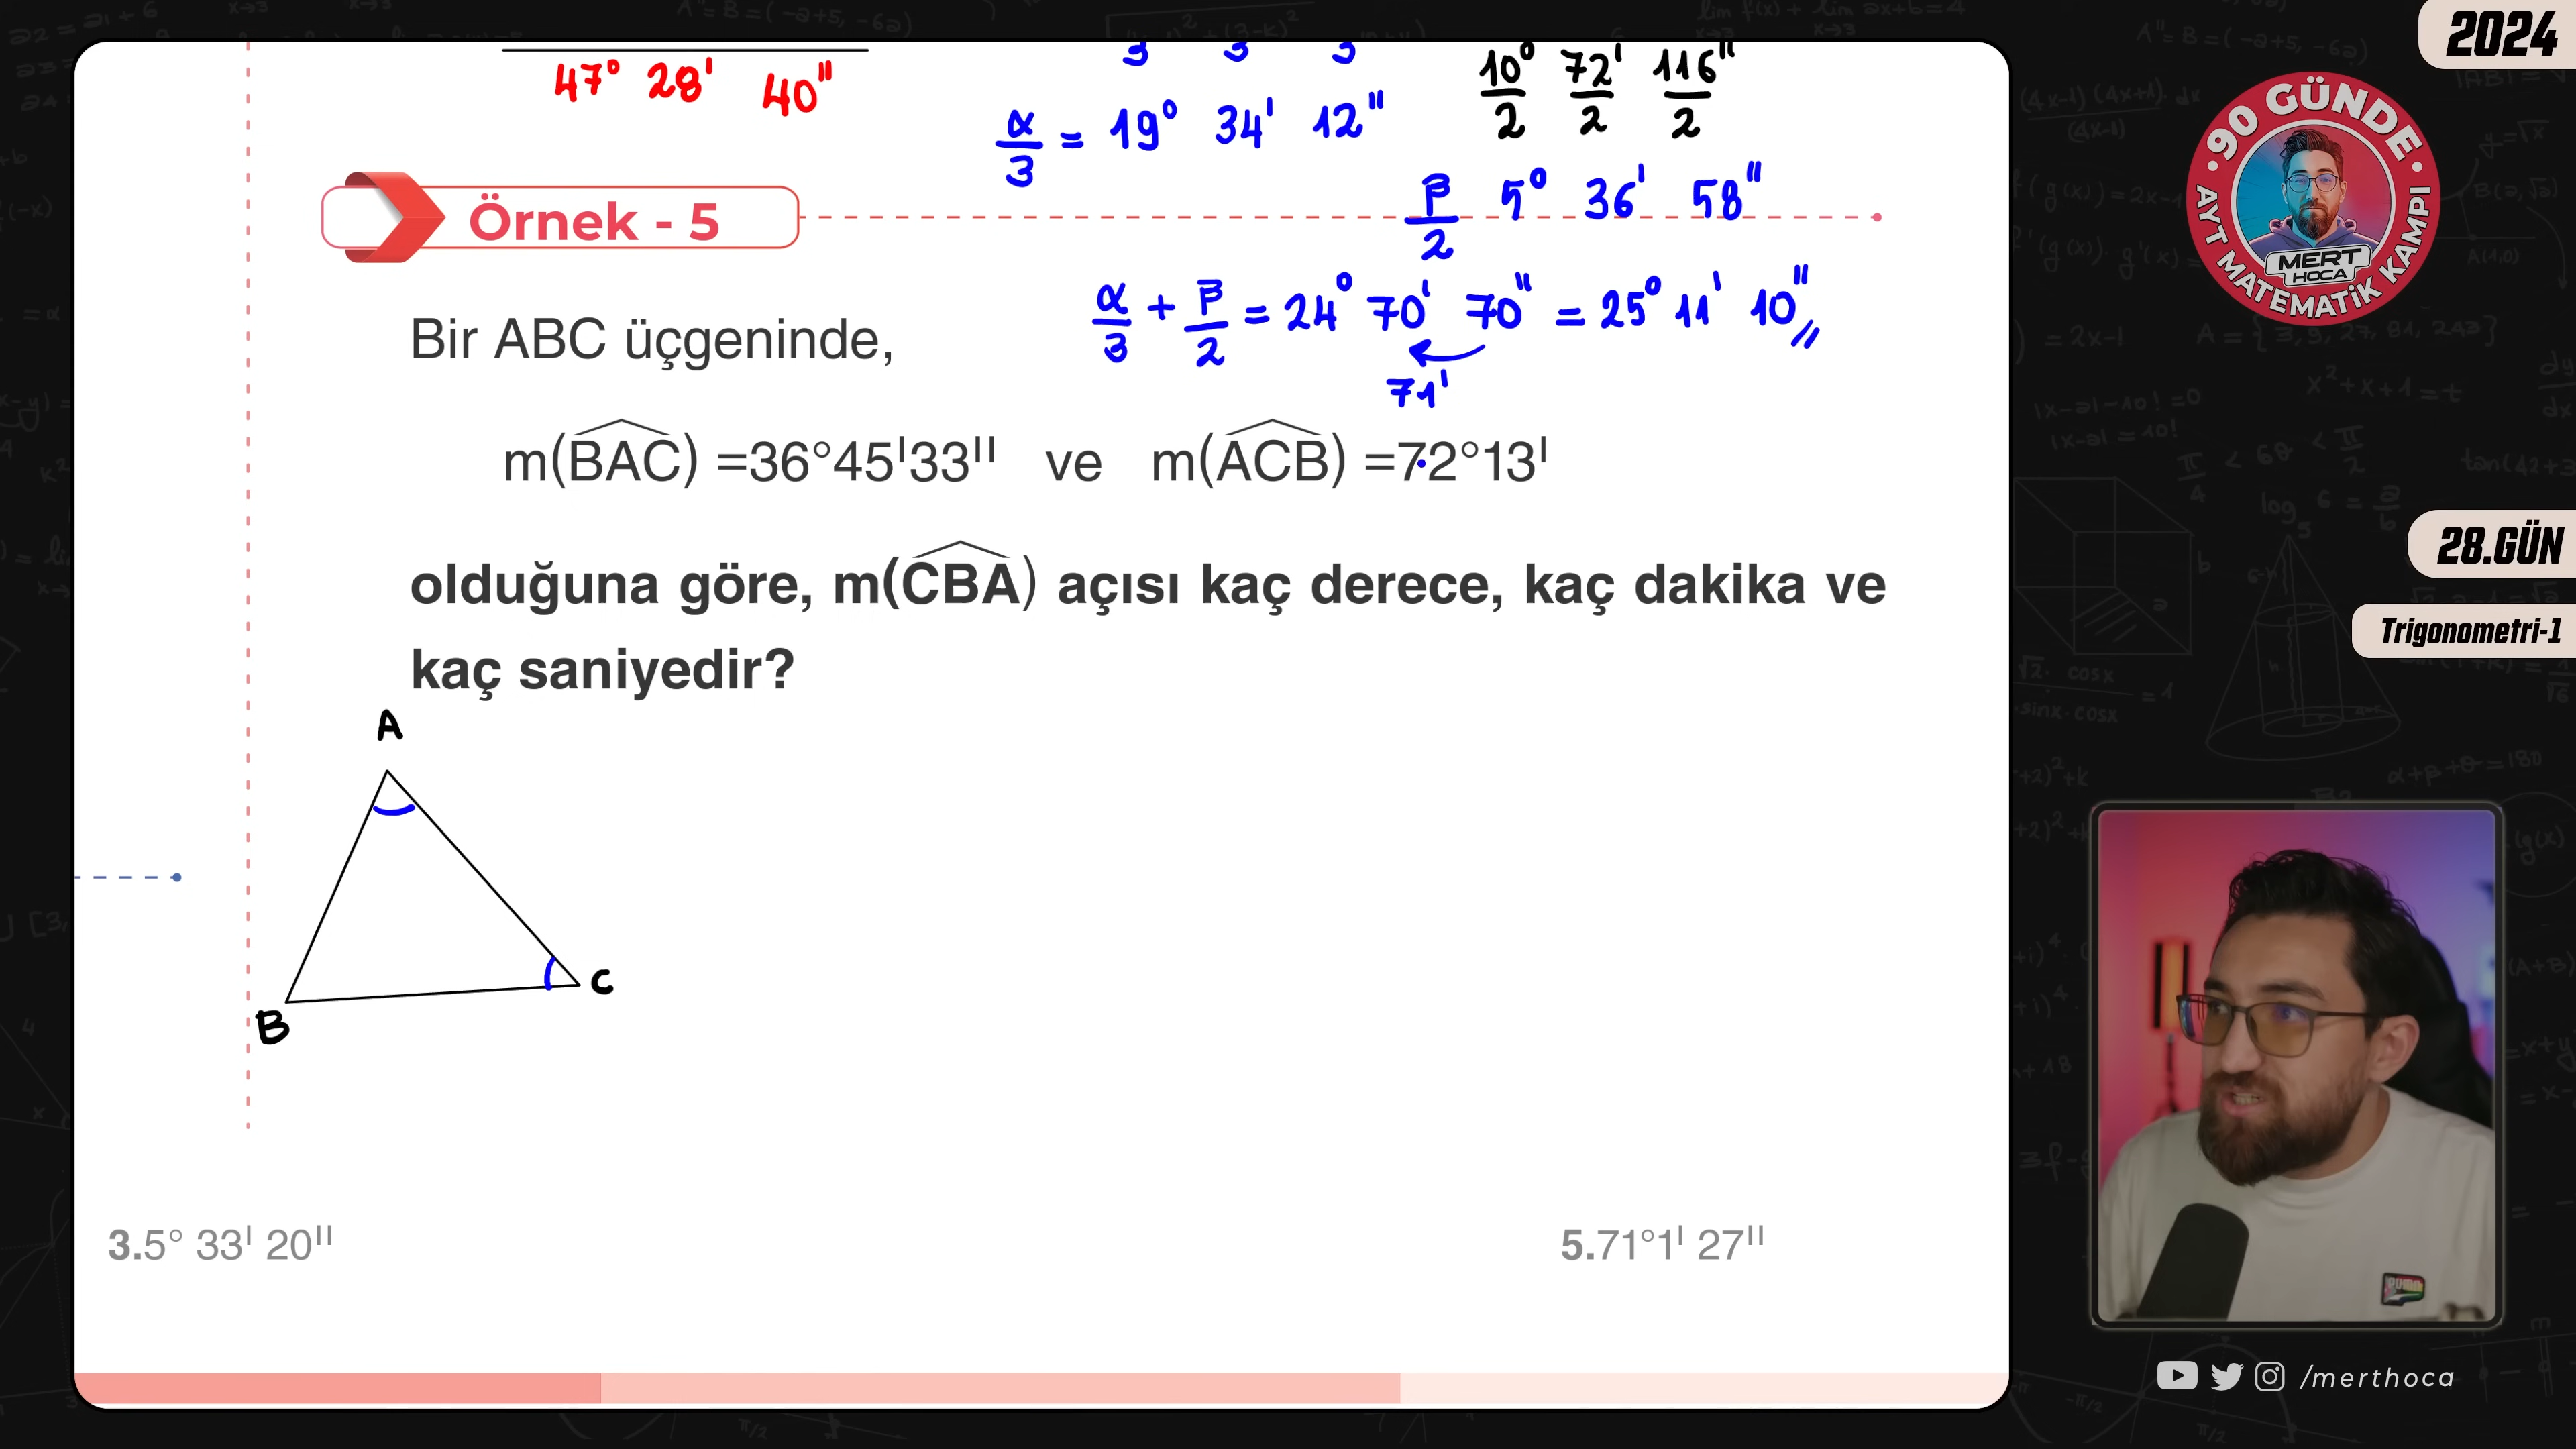 2024
90 GÜNDE
AYT MATEMATİK KAMPI
MERT
HOCA
28.GÜN
Trigonometri-1
47° 28' 40''
α/3 = 19° 34' 12''
10°/2 72'/2 116''/2
β/2 5° 36' 58''
α/3 + β/2 = 24° 70' 70'' = 25° 11' 10''
71'
Örnek - 5
Bir ABC üçgeninde,
m(BAC) =36°45'33'' ve m(ACB) =72°13'
olduğuna göre, m(CBA) açısı kaç derece, kaç dakika ve
kaç saniyedir?
A
B
C
3.5° 33' 20''
5.71°1' 27''
/merthoca